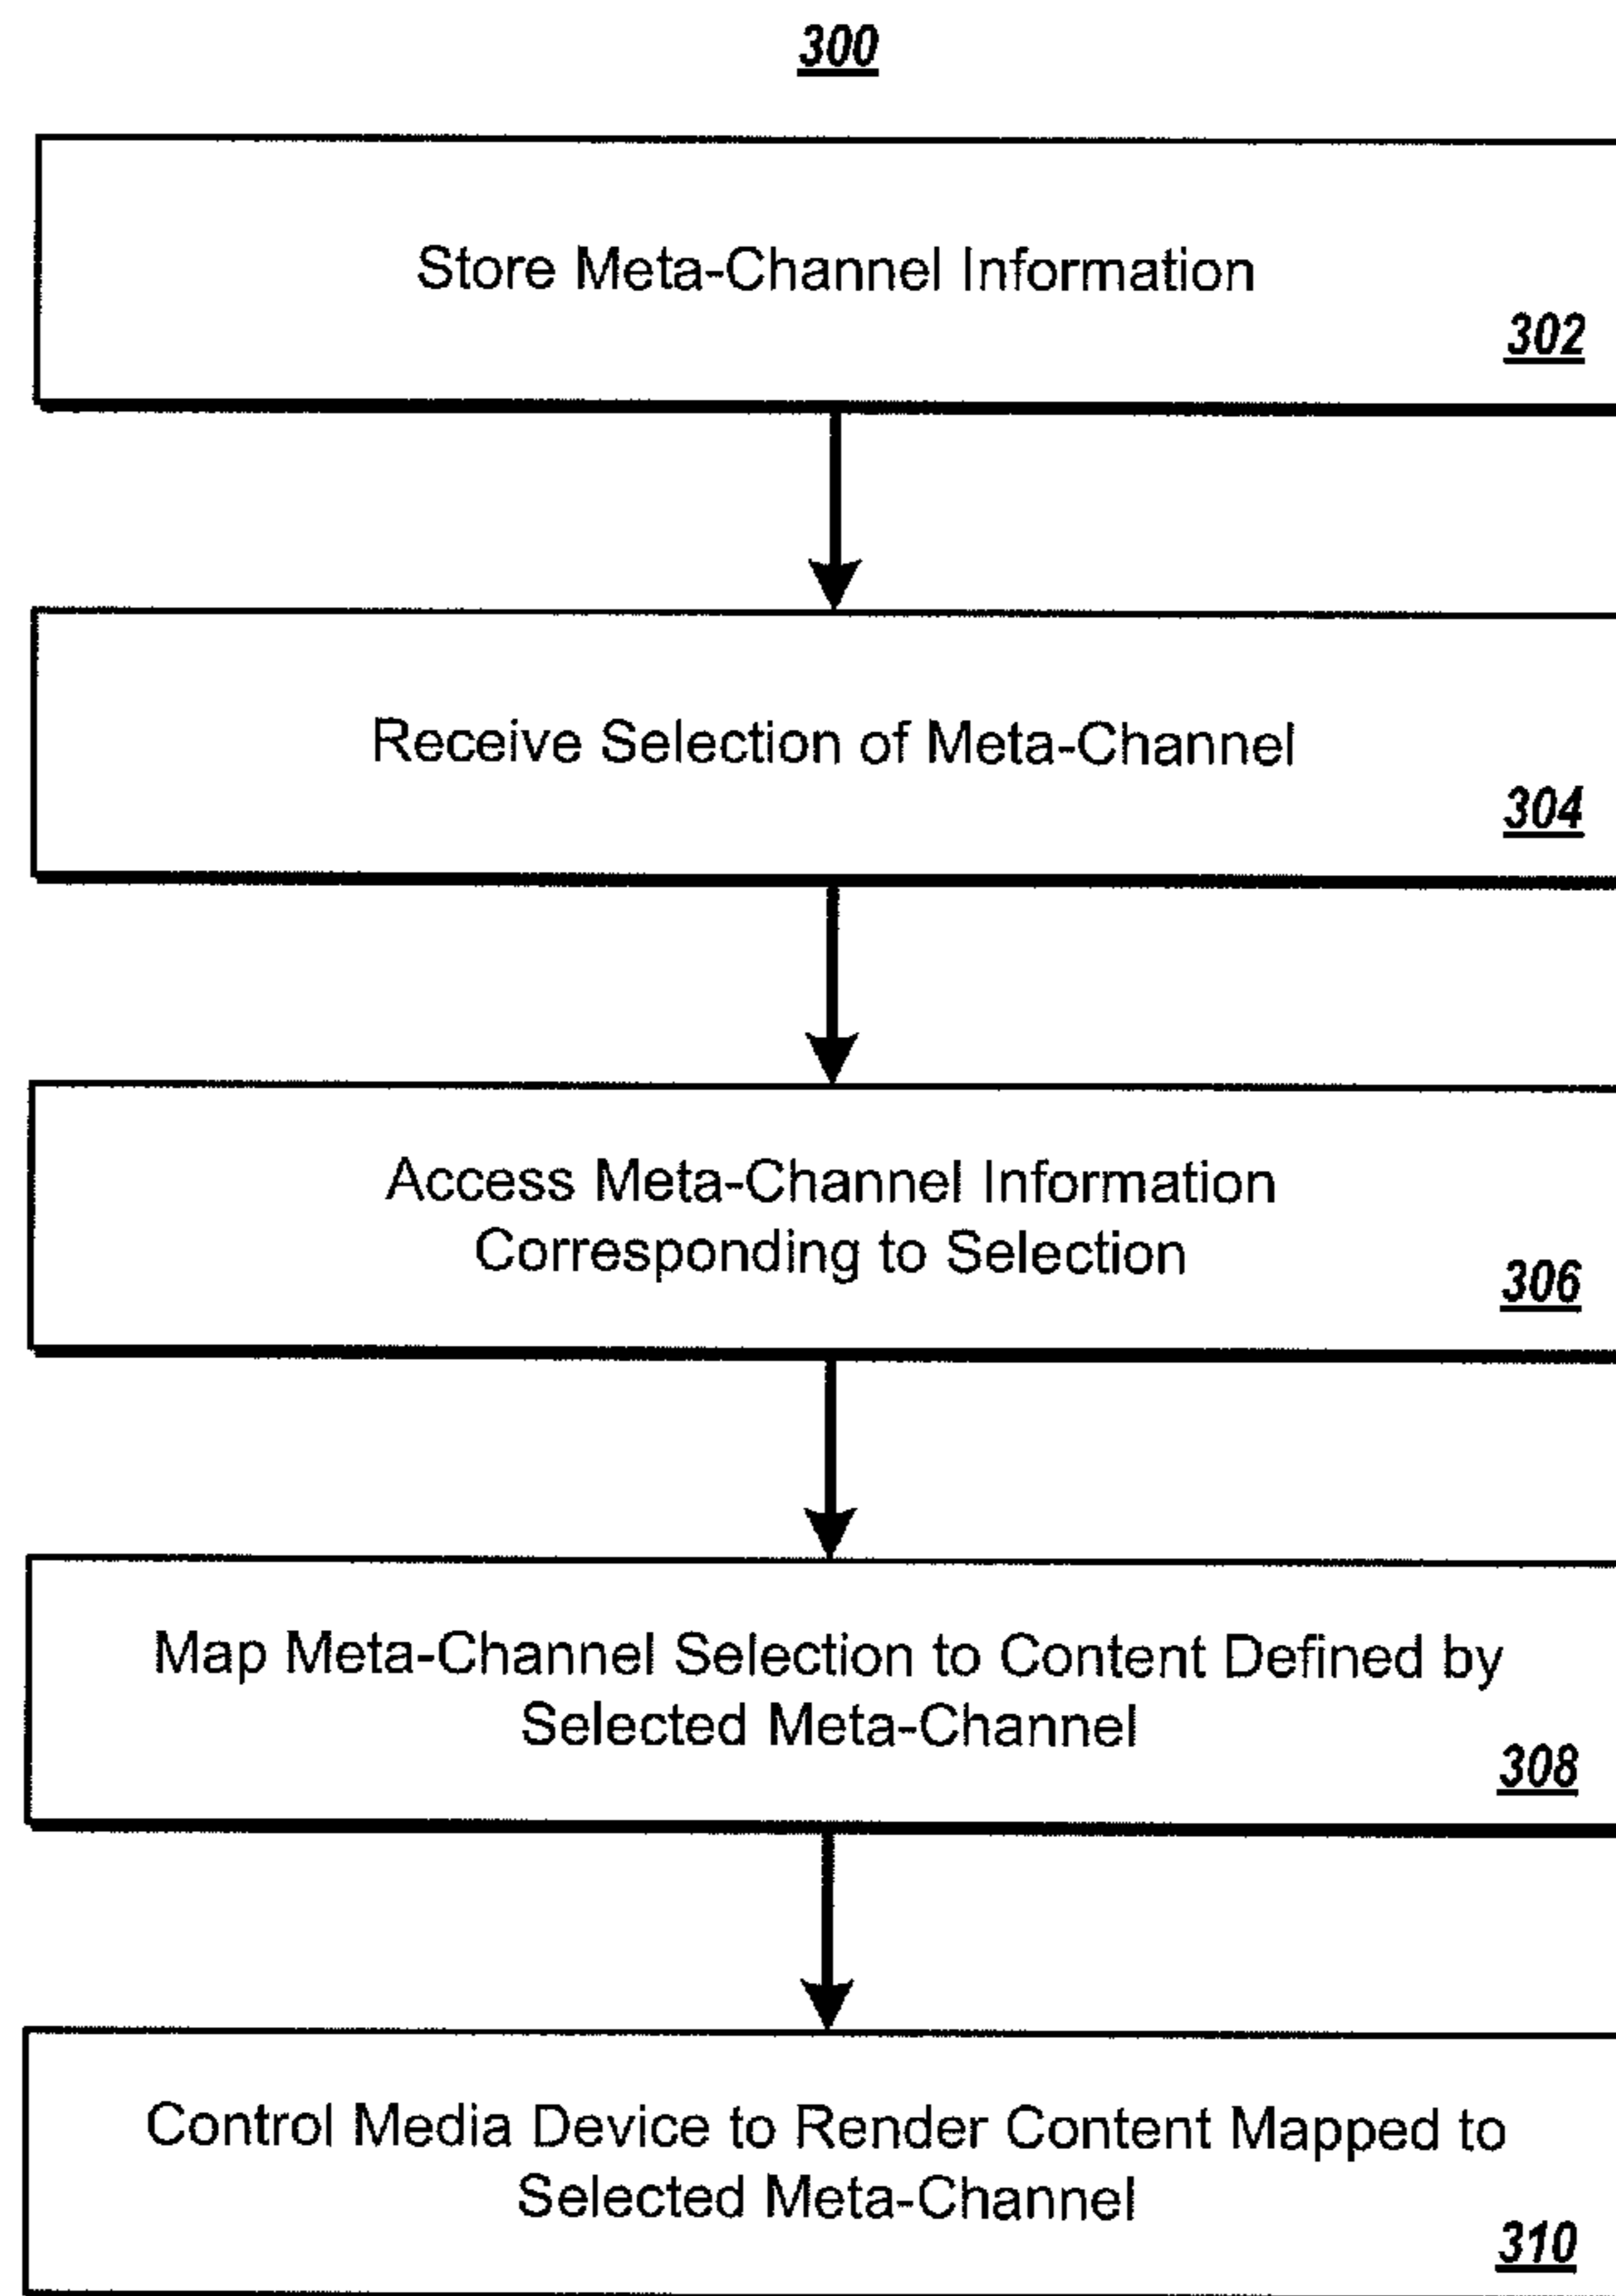 300
Store Meta-Channel Information
302
Receive Selection of Meta-Channel
304
Access Meta-Channel Information
Corresponding to Selection
306
Map Meta-Channel Selection to Content Defined by
Selected Meta-Channel
308
Control Media Device to Render Content Mapped to
Selected Meta-Channel
310